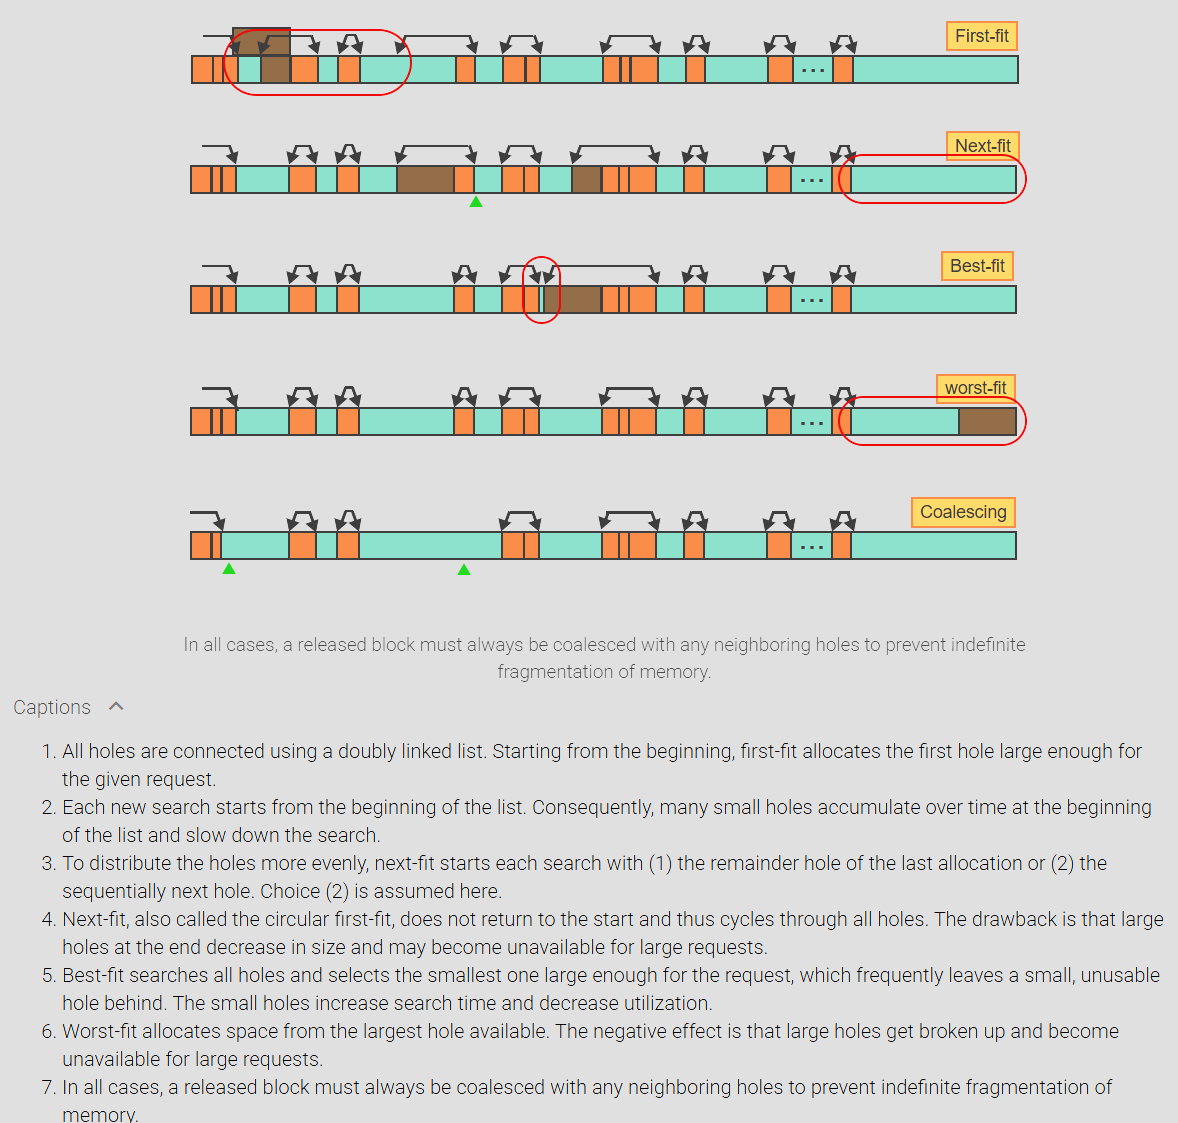 First-fit
Next-fit
Best-fit
worst-fit
Coalescing
In all cases, a released block must always be coalesced with any neighboring holes to prevent indefinite
fragmentation of memory.
Captions
1. All holes are connected using a doubly linked list. Starting from the beginning, first-fit allocates the first hole large enough for
the given request.
2. Each new search starts from the beginning of the list. Consequently, many small holes accumulate over time at the beginning
of the list and slow down the search.
3. To distribute the holes more evenly, next-fit starts each search with (1) the remainder hole of the last allocation or (2) the
sequentially next hole. Choice (2) is assumed here.
4. Next-fit, also called the circular first-fit, does not return to the start and thus cycles through all holes. The drawback is that large
holes at the end decrease in size and may become unavailable for large requests.
5. Best-fit searches all holes and selects the smallest one large enough for the request, which frequently leaves a small, unusable
hole behind. The small holes increase search time and decrease utilization.
6. Worst-fit allocates space from the largest hole available. The negative effect is that large holes get broken up and become
unavailable for large requests.
7. In all cases, a released block must always be coalesced with any neighboring holes to prevent indefinite fragmentation of
memory.